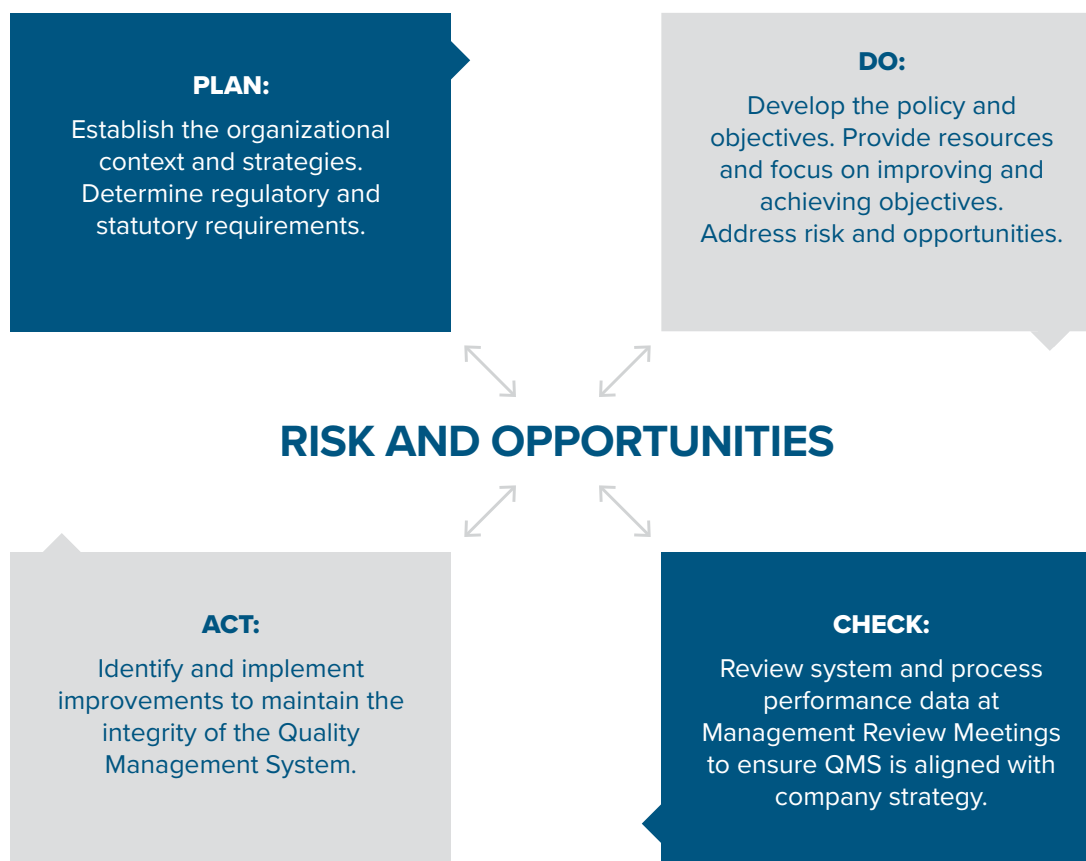 PLAN:
Establish the organizational
context and strategies.
Determine regulatory and
statutory requirements.
DO:
Develop the policy and
objectives. Provide resources
and focus on improving and
achieving objectives.
Address risk and opportunities.
RISK AND OPPORTUNITIES
ACT:
Identify and implement
improvements to maintain the
integrity of the Quality
Management System.
CHECK:
Review system and process
performance data at
Management Review Meetings
to ensure QMS is aligned with
company strategy.